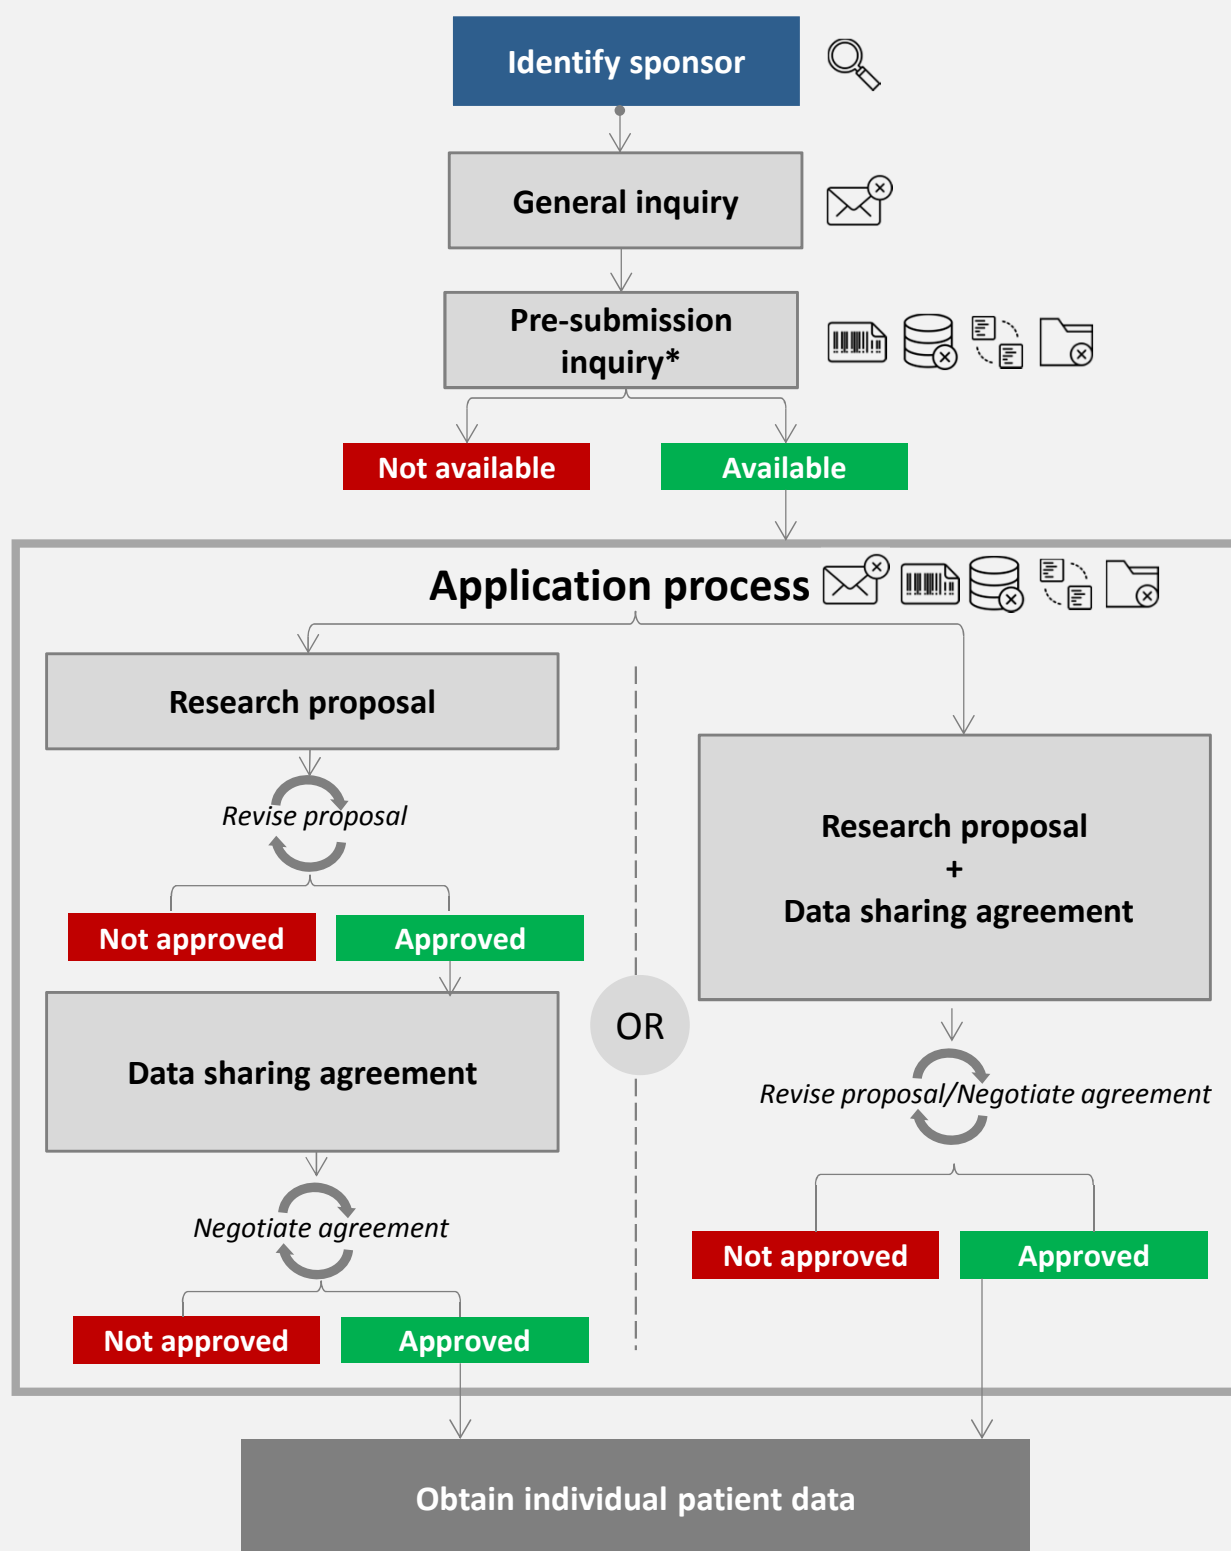 Identify sponsor
General inquiry
Pre-submission
inquiry*
Not available
Available
Application process
Research proposal
Revise proposal
Not approved
Approved
Data sharing agreement
Negotiate agreement
Not approved
Approved
OR
Research proposal
+
Data sharing agreement
Revise proposal/Negotiate agreement
Not approved
Approved
Obtain individual patient data